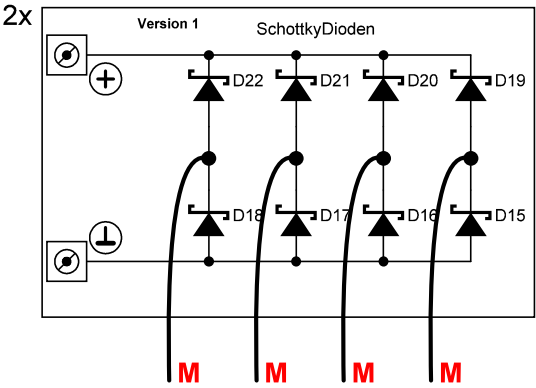 2x
Version 1
SchottkyDioden
+
D22 D21 D20 D19
D18 D17 D16 D15
M M M M